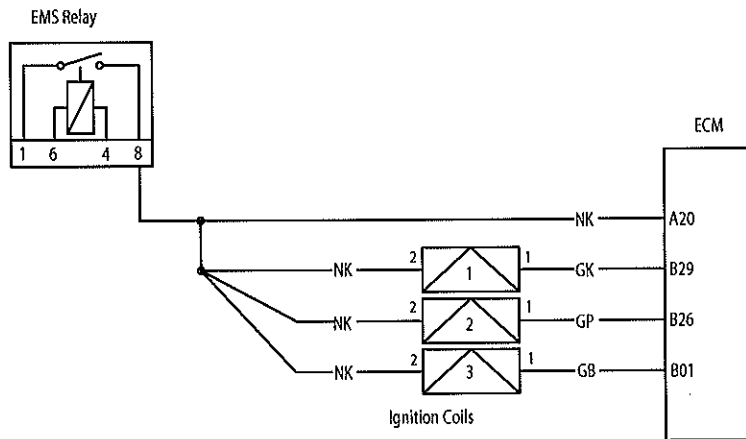 EMS Relay
1 6 4 8
ECM
NK A20
NK 2 1 1 GK B29
NK 2 2 1 GP B26
NK 2 3 1 GB B01
Ignition Coils